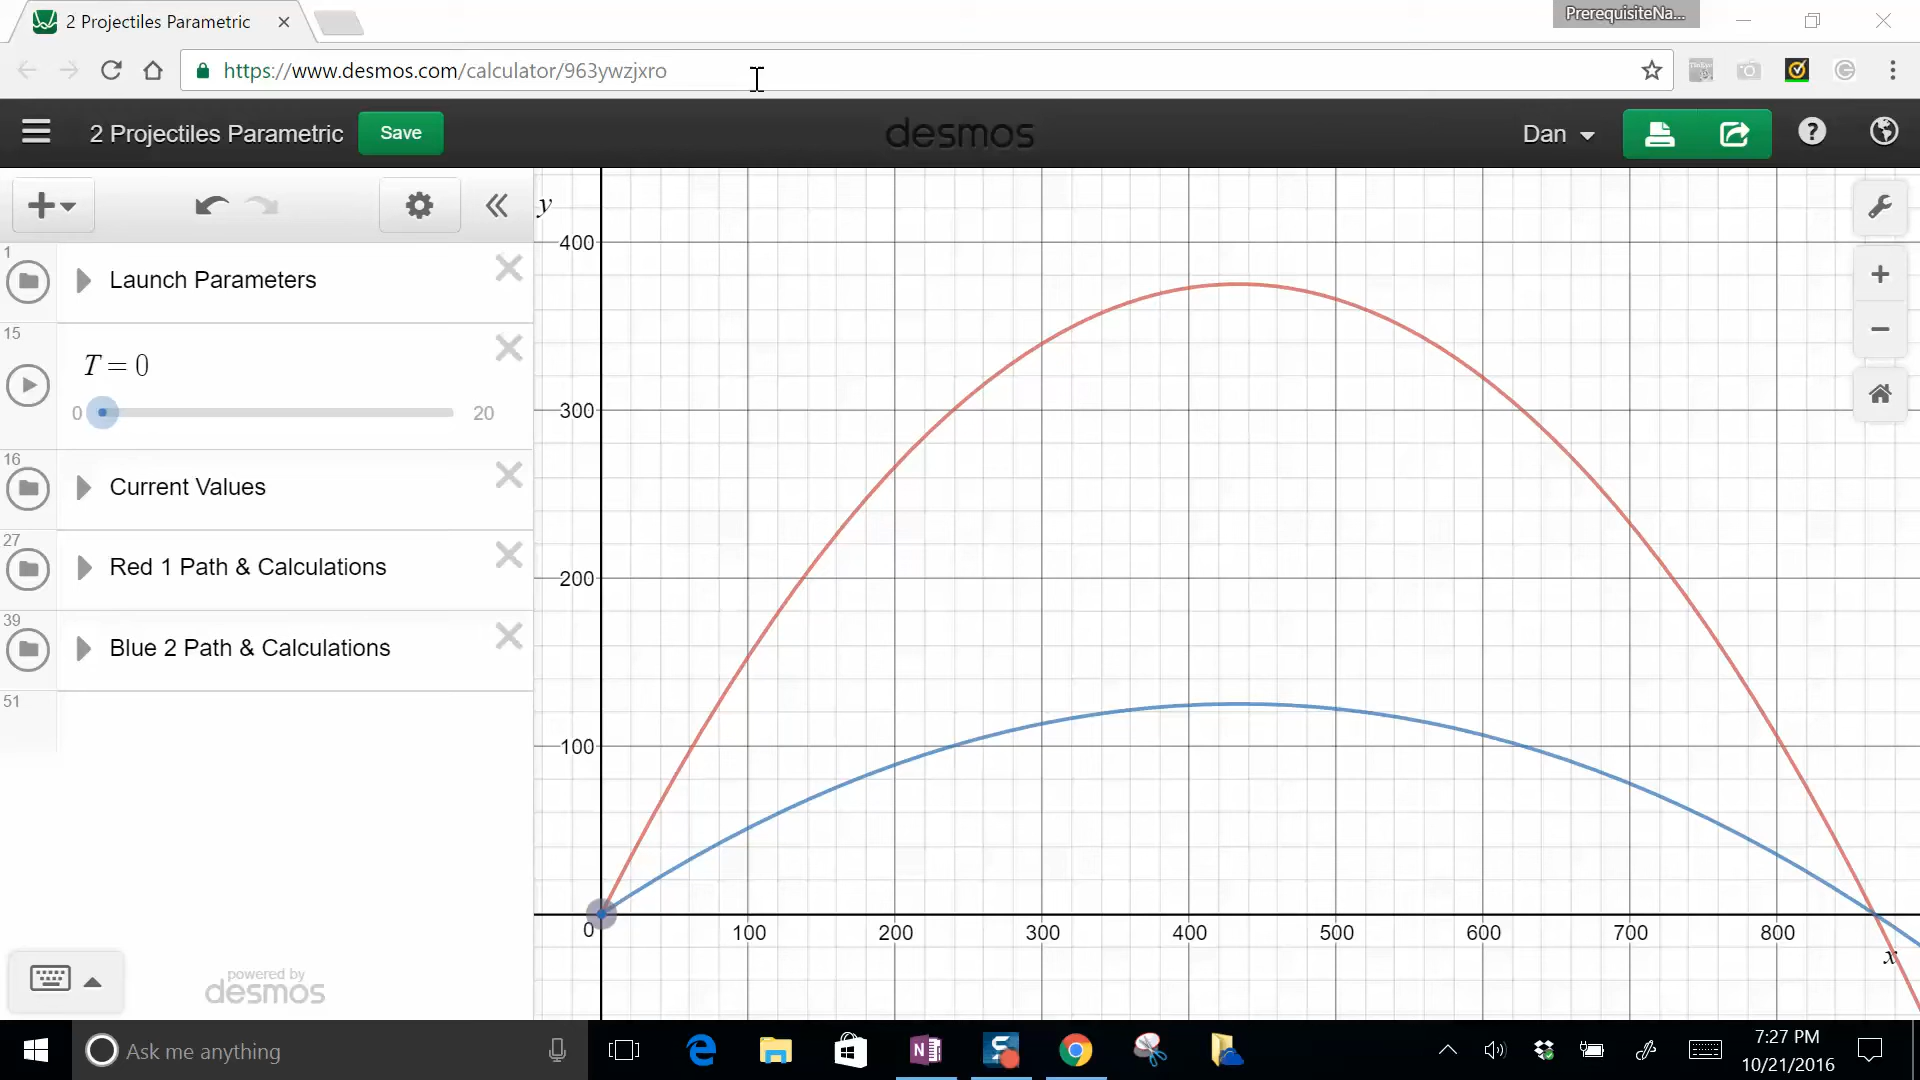 2 Projectiles Parametric
PrerequisiteNa...
https://www.desmos.com/calculator/963ywzjxro
2 Projectiles Parametric
Save
desmos
Dan
?
y
1
Launch Parameters
15
T = 0
0
20
16
Current Values
27
Red 1 Path & Calculations
39
Blue 2 Path & Calculations
51
400
300
200
100
0
100
200
300
400
500
600
700
800
x
powered by
desmos
Ask me anything
7:27 PM
10/21/2016